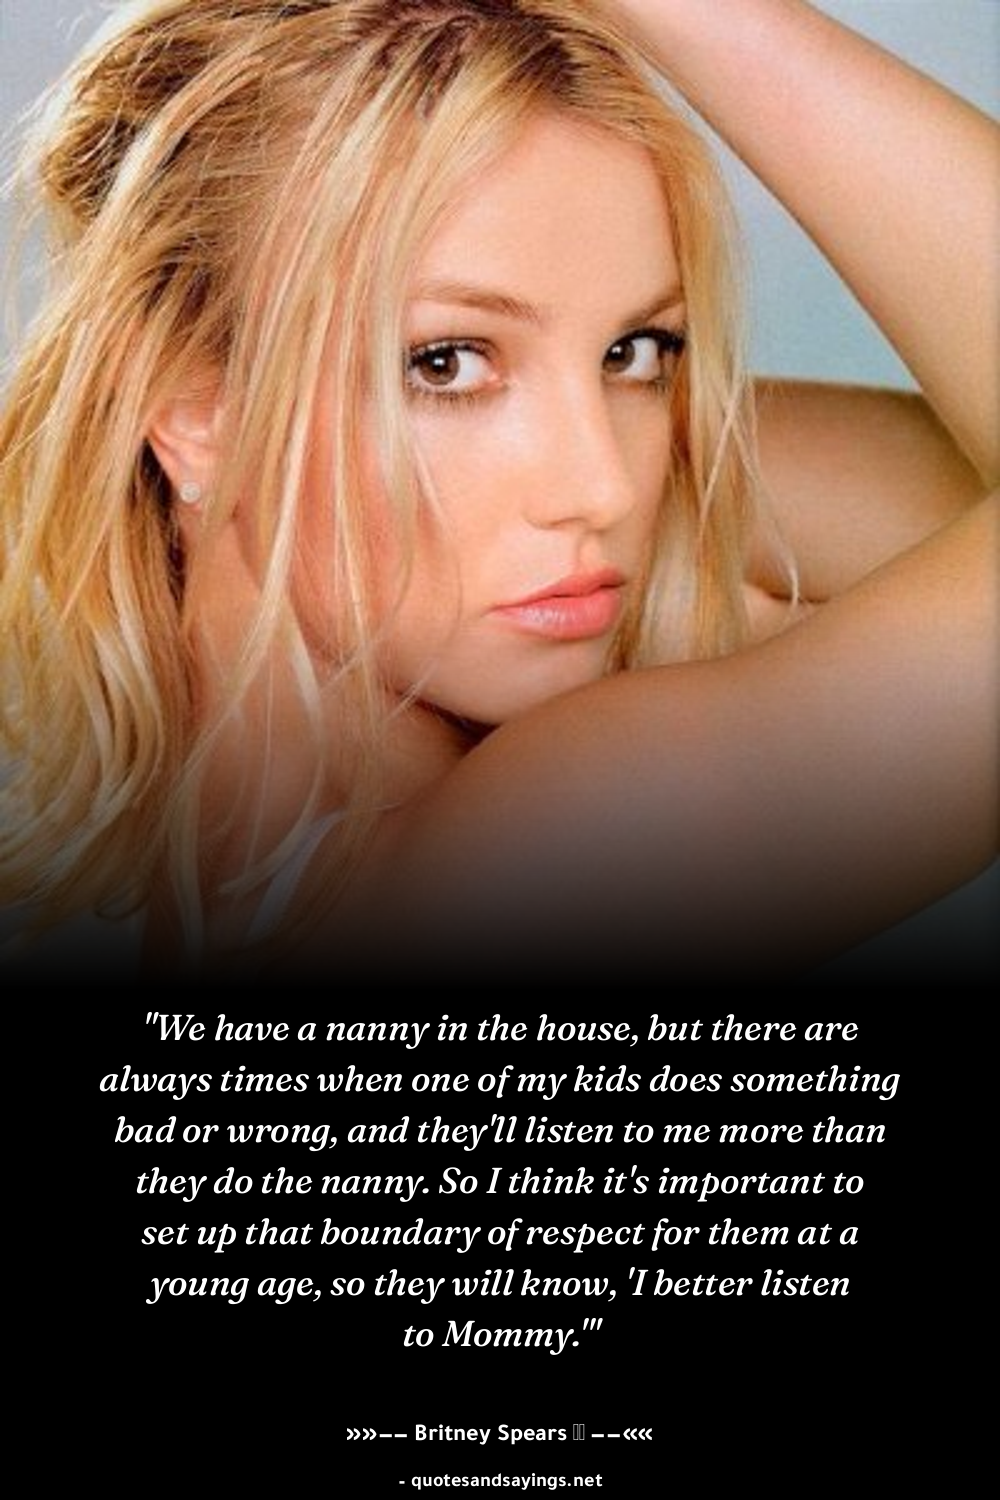 "We have a nanny in the house, but there are
always times when one of my kids does something
bad or wrong, and they'll listen to me more than
they do the nanny. So I think it's important to
set up that boundary of respect for them at a
young age, so they will know, 'I better listen
to Mommy.'"
»»−− Britney Spears −−««
- quotesandsayings.net